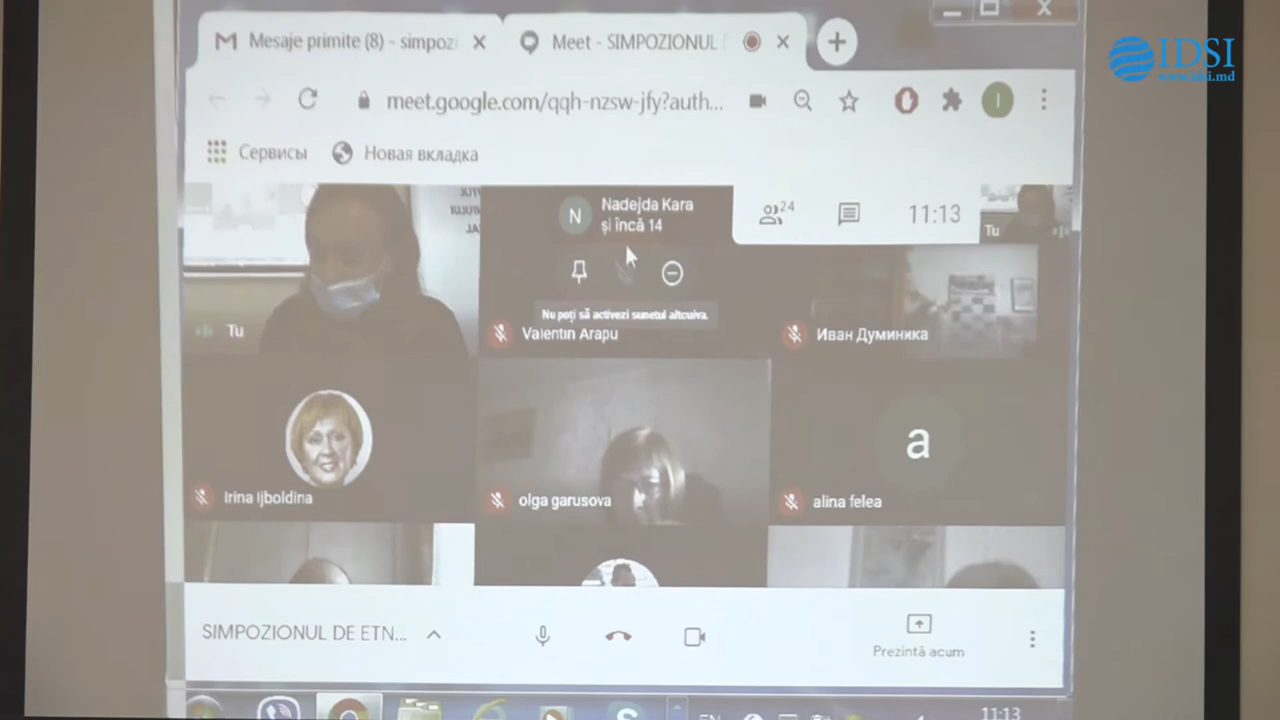 Mesaje primite (8) - simpozi
Meet - SIMPOZIONUL
IDSI
www.idsi.md
meet.google.com/qqh-nzsw-jfy?auth...
I
Сервисы
Новая вкладка
N
Nadejda Kara
și încă 14
24
11:13
Tu
Nu poți să activezi sunetul altcuiva.
Tu
Valentin Arapu
Иван Думиника
a
Irina Ijboldina
olga garusova
alina felea
SIMPOZIONUL DE ETN...
Prezintă acum
EN
11:13